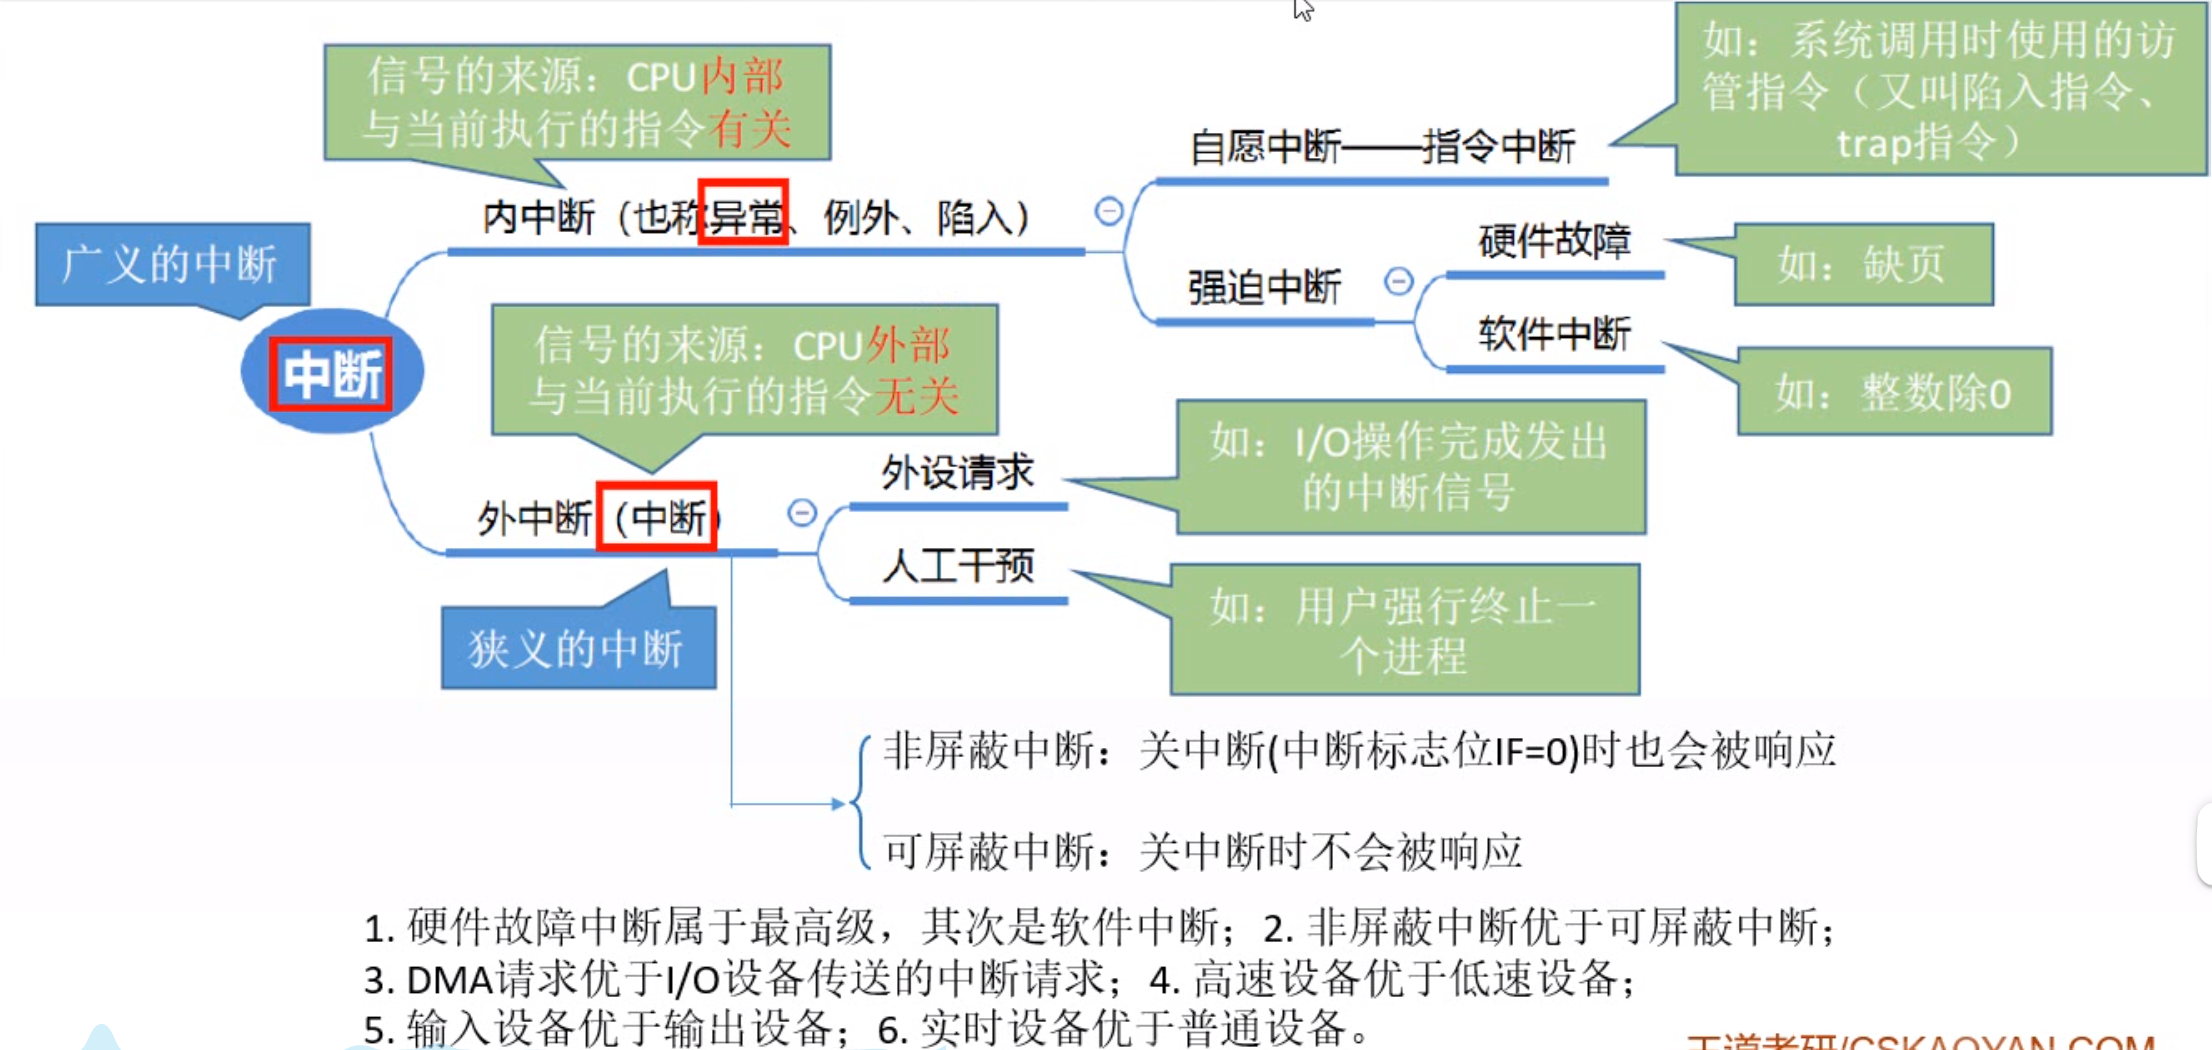 信号的来源：CPU内部
与当前执行的指令有关
如：系统调用时使用的访
管指令（又叫陷入指令、
trap指令）
自愿中断——指令中断
内中断（也称异常、例外、陷入）
硬件故障
如：缺页
广义的中断
强迫中断
软件中断
如：整数除0
中断
信号的来源：CPU外部
与当前执行的指令无关
外设请求
如：I/O操作完成发出
的中断信号
外中断（中断）
人工干预
如：用户强行终止一
个进程
狭义的中断
非屏蔽中断：关中断(中断标志位IF=0)时也会被响应
可屏蔽中断：关中断时不会被响应
1. 硬件故障中断属于最高级，其次是软件中断；2. 非屏蔽中断优于可屏蔽中断；
3. DMA请求优于I/O设备传送的中断请求；4. 高速设备优于低速设备；
5. 输入设备优于输出设备；6. 实时设备优于普通设备。
王道考研/CSKAOYAN.COM